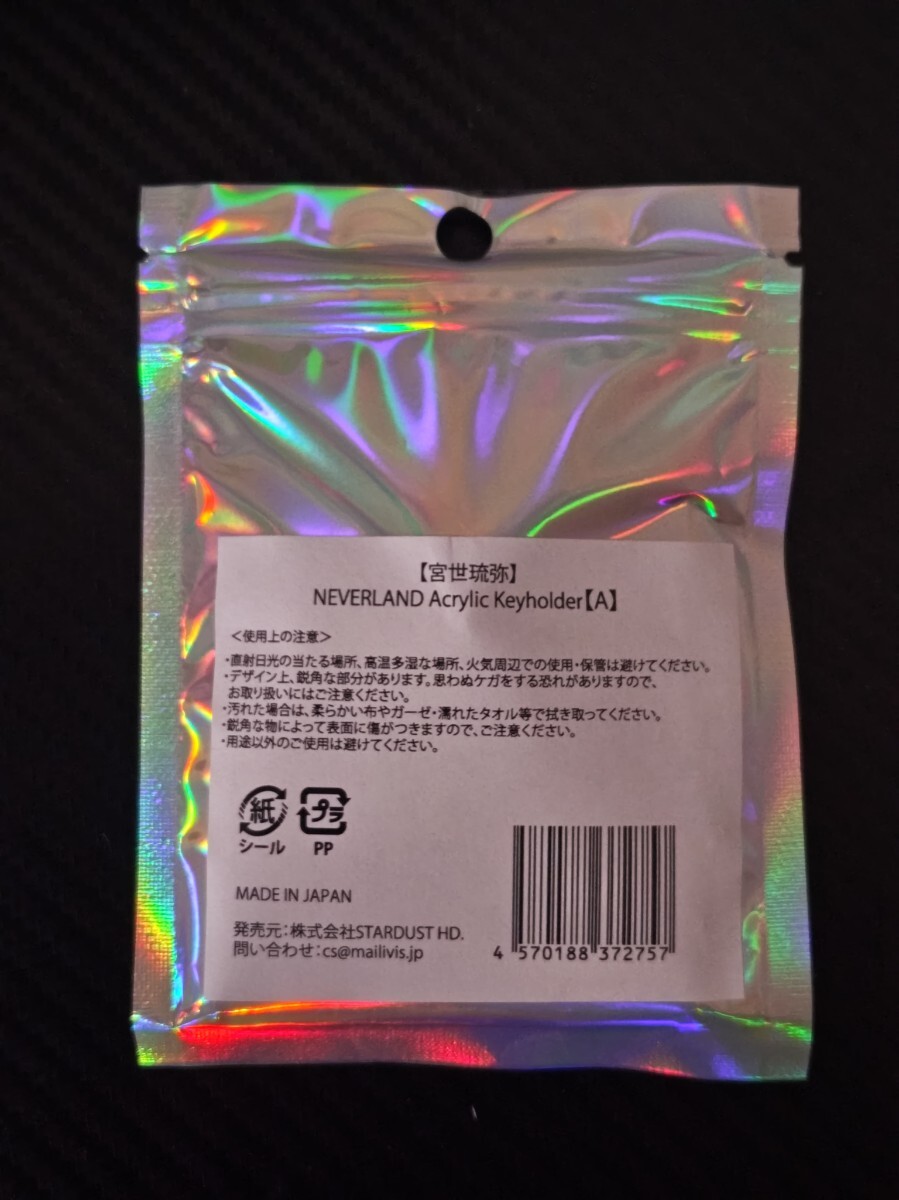 【宮世琉弥】
NEVERLAND Acrylic Keyholder【A】
＜使用上の注意＞
・直射日光の当たる場所、高温多湿な場所、火気周辺での使用・保管は避けてください。
・デザイン上、鋭角な部分があります。思わぬケガをする恐れがありますので、
お取り扱いにはご注意ください。
・汚れた場合は、柔らかい布やガーゼ・濡れたタオル等で拭き取ってください。
・鋭角な物によって表面に傷がつきますので、ご注意ください。
・用途以外のご使用は避けてください。
紙 プラ
シール PP
MADE IN JAPAN
発売元：株式会社STARDUST HD.
問い合わせ：cs@mailivis.jp
4 570188 372757